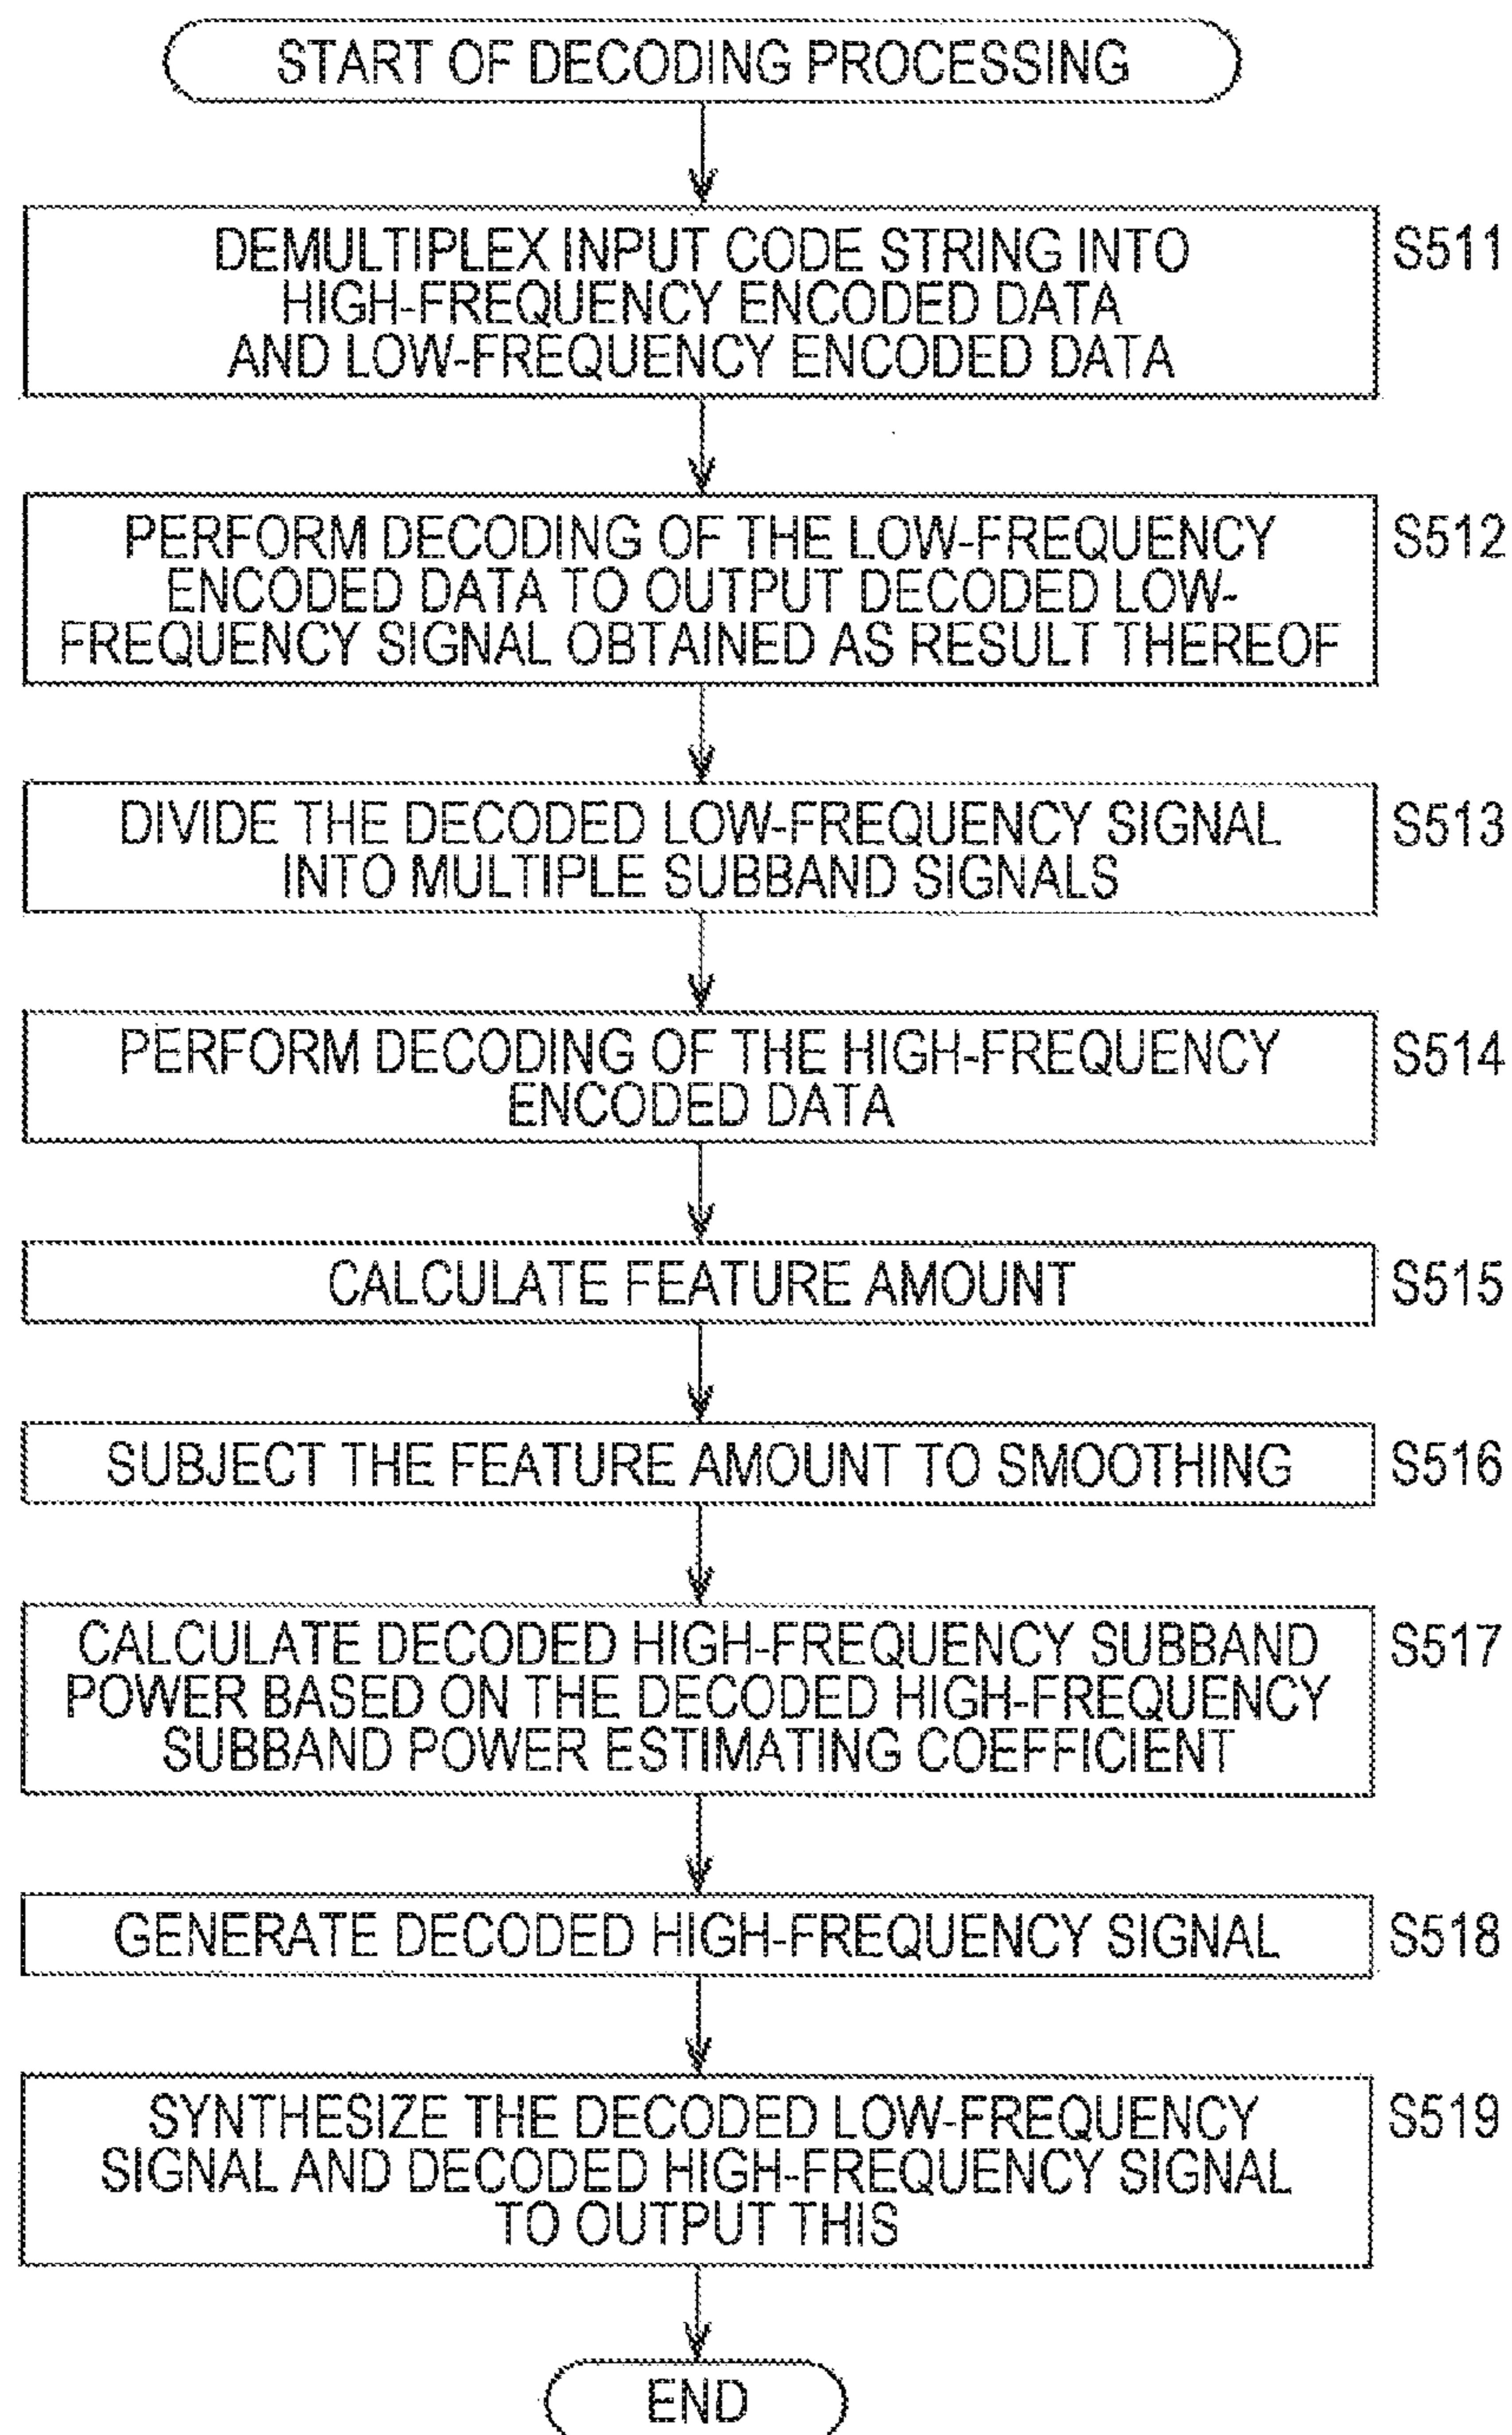 START OF DECODING PROCESSING
DEMULTIPLEX INPUT CODE STRING INTO
HIGH-FREQUENCY ENCODED DATA
AND LOW-FREQUENCY ENCODED DATA
S511
PERFORM DECODING OF THE LOW-FREQUENCY
ENCODED DATA TO OUTPUT DECODED LOW-
FREQUENCY SIGNAL OBTAINED AS RESULT THEREOF
S512
DIVIDE THE DECODED LOW-FREQUENCY SIGNAL
INTO MULTIPLE SUBBAND SIGNALS
S513
PERFORM DECODING OF THE HIGH-FREQUENCY
ENCODED DATA
S514
CALCULATE FEATURE AMOUNT
S515
SUBJECT THE FEATURE AMOUNT TO SMOOTHING
S516
CALCULATE DECODED HIGH-FREQUENCY SUBBAND
POWER BASED ON THE DECODED HIGH-FREQUENCY
SUBBAND POWER ESTIMATING COEFFICIENT
S517
GENERATE DECODED HIGH-FREQUENCY SIGNAL
S518
SYNTHESIZE THE DECODED LOW-FREQUENCY
SIGNAL AND DECODED HIGH-FREQUENCY SIGNAL
TO OUTPUT THIS
S519
END